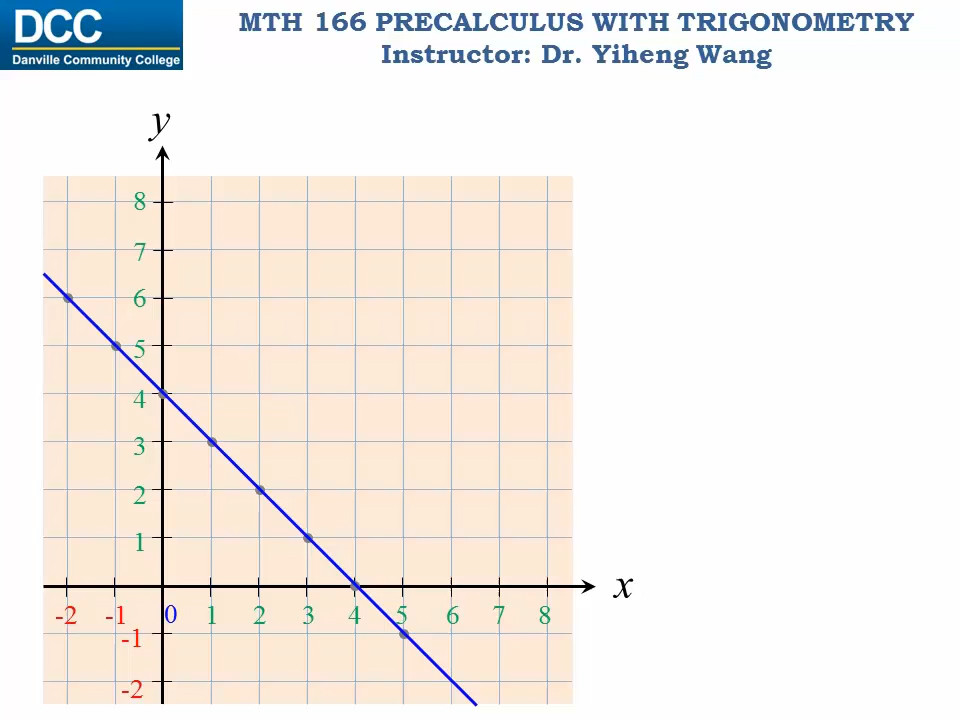 DCC
Danville Community College
MTH 166 PRECALCULUS WITH TRIGONOMETRY
Instructor: Dr. Yiheng Wang
y
8
7
6
5
4
3
2
1
x
-2 -1 0 1 2 3 4 5 6 7 8
-1
-2